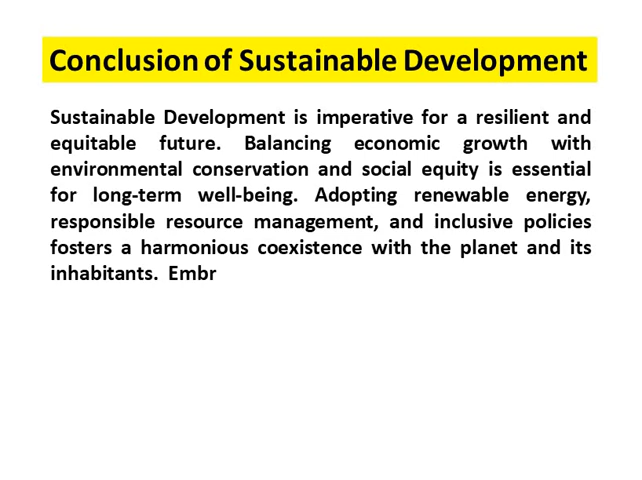 Conclusion of Sustainable Development
Sustainable Development is imperative for a resilient and
equitable future. Balancing economic growth with
environmental conservation and social equity is essential
for long-term well-being. Adopting renewable energy,
responsible resource management, and inclusive policies
fosters a harmonious coexistence with the planet and its
inhabitants. Embr